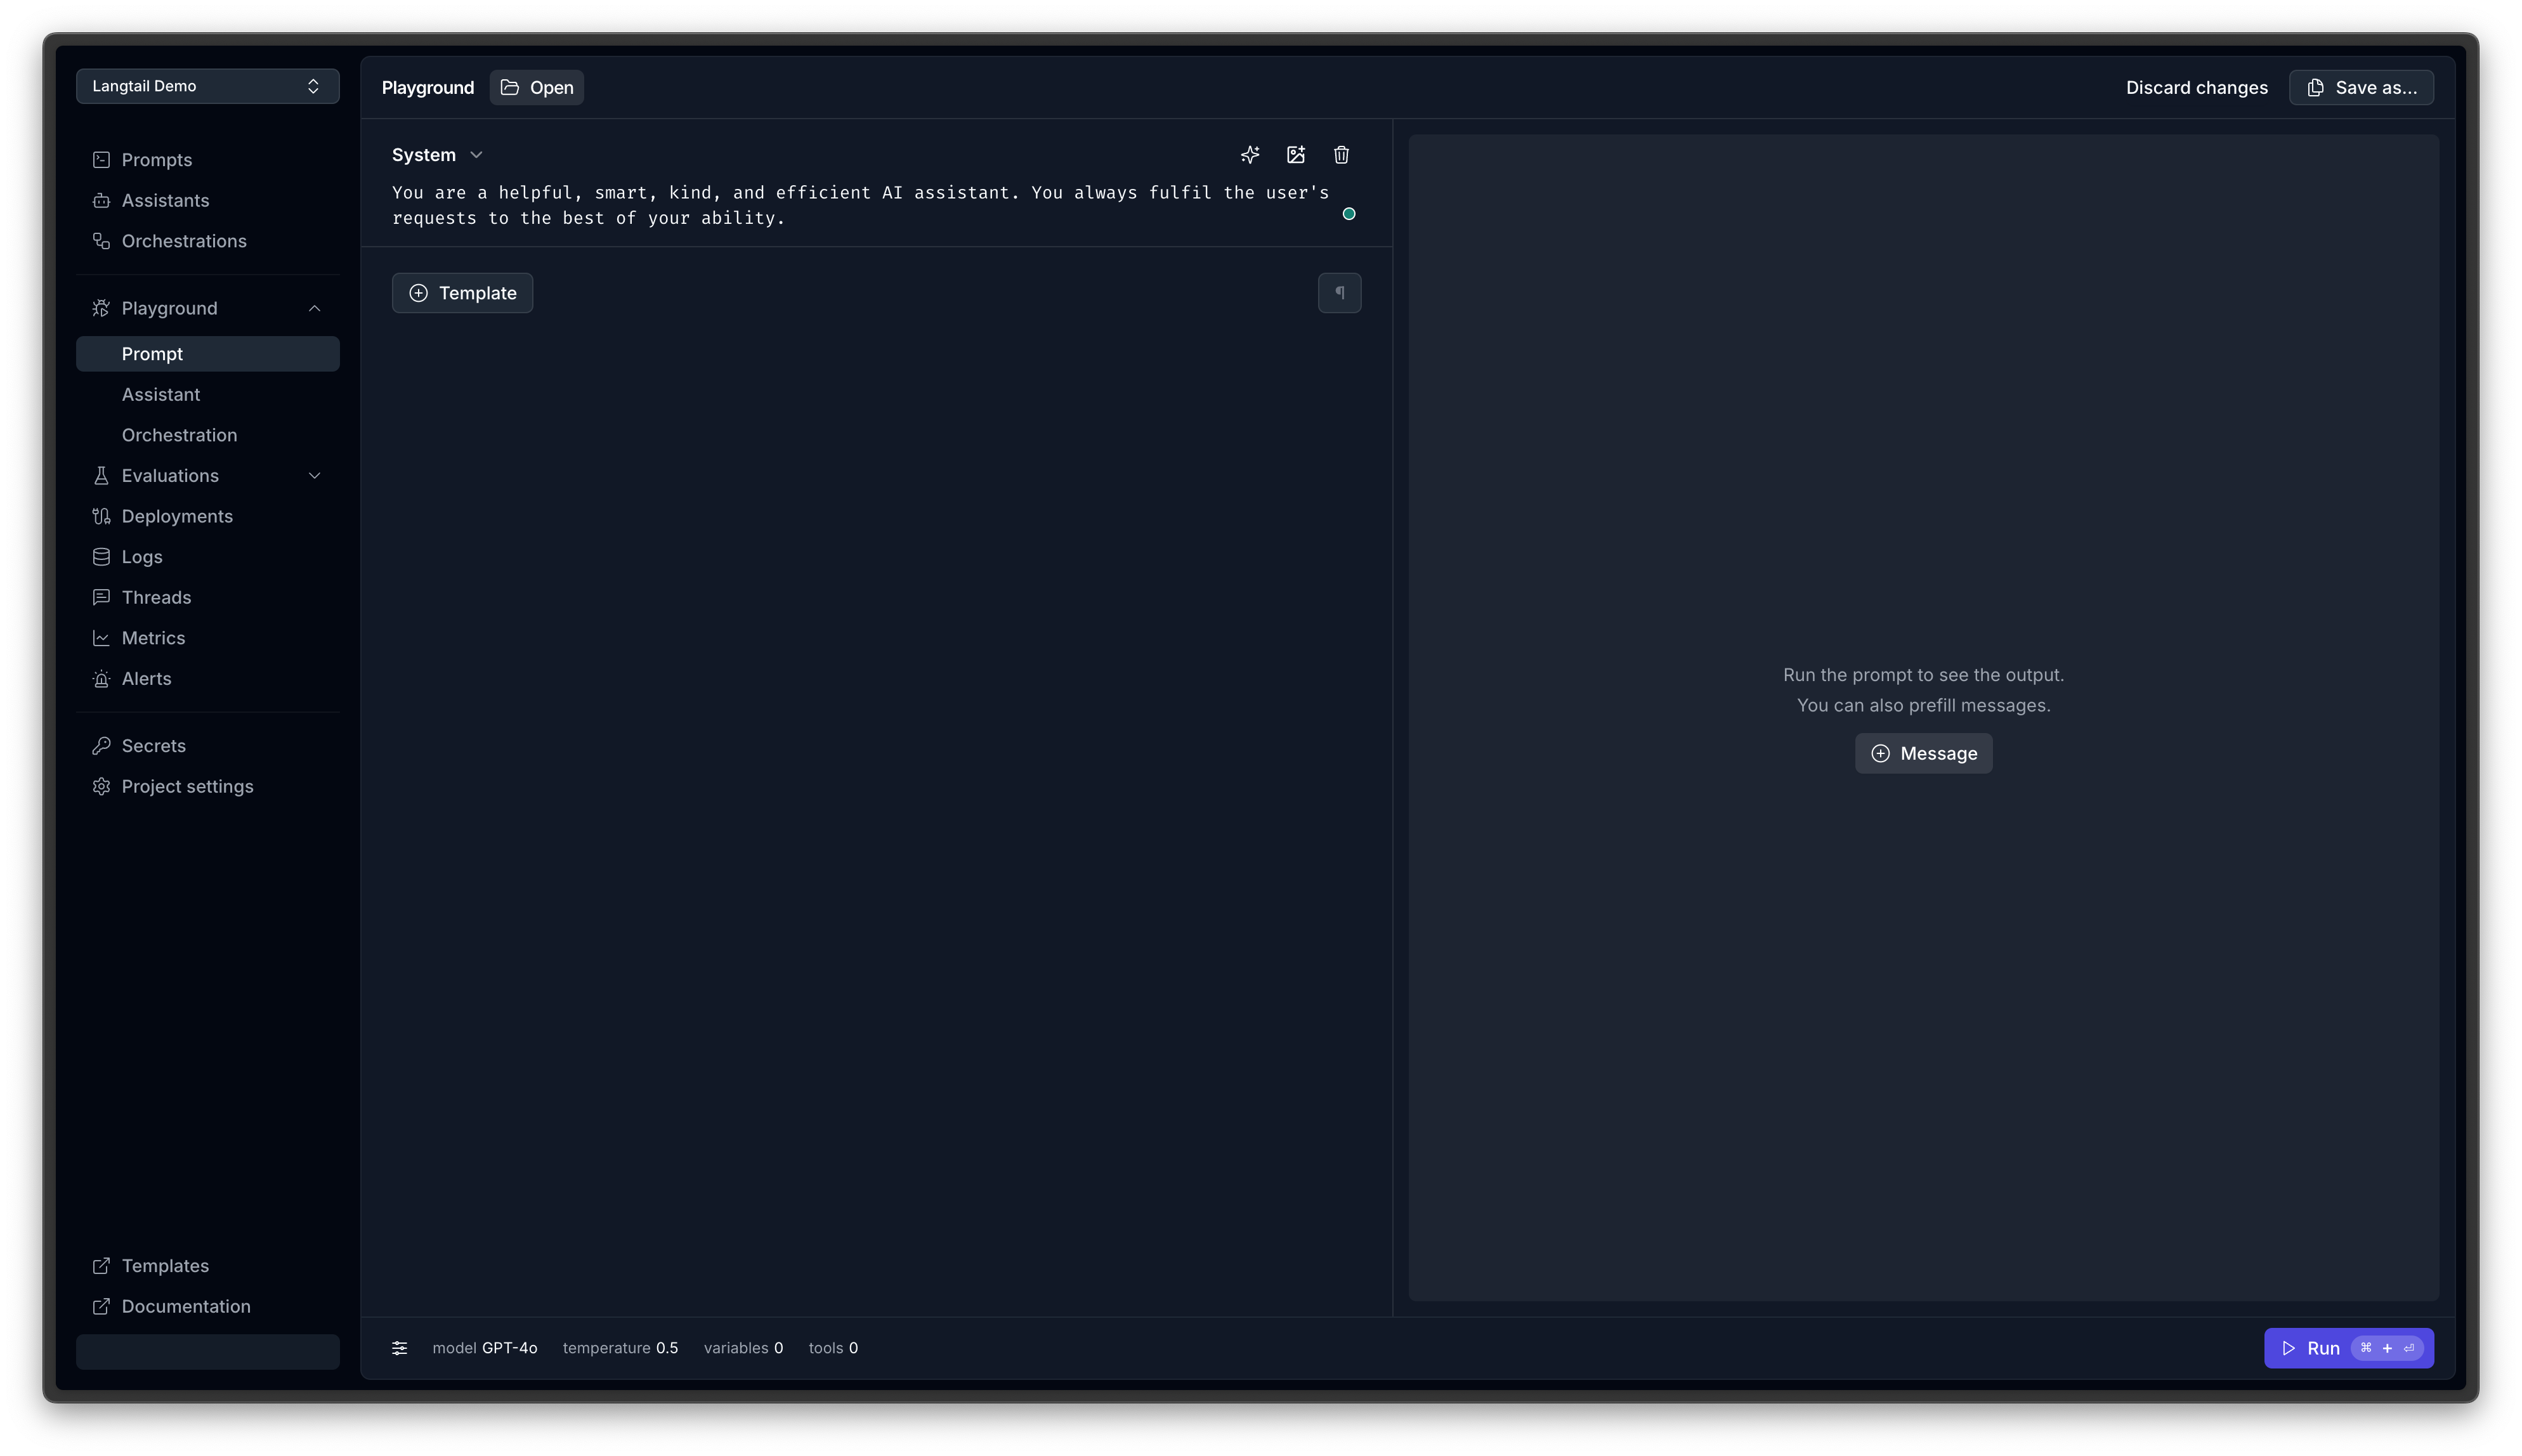 Langtail Demo
Prompts
Assistants
Orchestrations
Playground
Prompt
Assistant
Orchestration
Evaluations
Deployments
Logs
Threads
Metrics
Alerts
Secrets
Project settings
Templates
Documentation
Playground Open Discard changes Save as...
System
You are a helpful, smart, kind, and efficient AI assistant. You always fulfil the user's
requests to the best of your ability.
Template ¶
Run the prompt to see the output.
You can also prefill messages.
Message
model GPT-4o temperature 0.5 variables 0 tools 0
Run ⌘ + ⏎